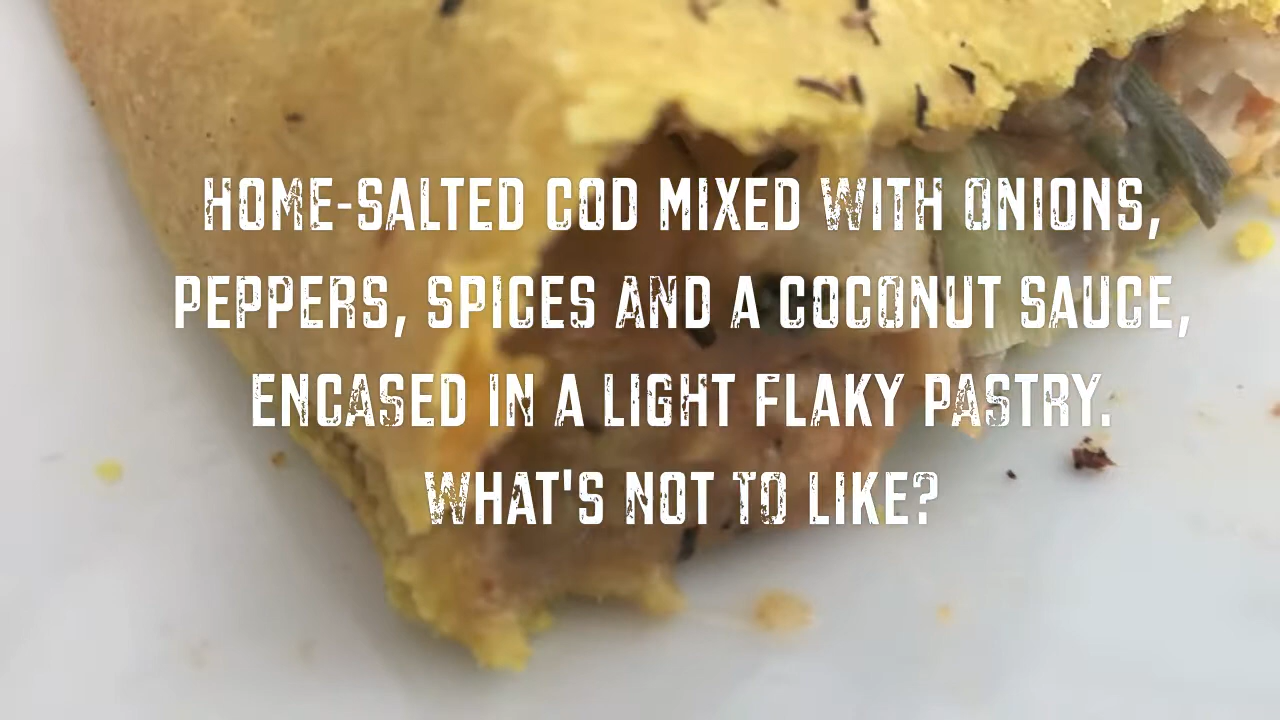 HOME-SALTED COD MIXED WITH ONIONS,
PEPPERS, SPICES AND A COCONUT SAUCE,
ENCASED IN A LIGHT FLAKY PASTRY.
WHAT'S NOT TO LIKE?